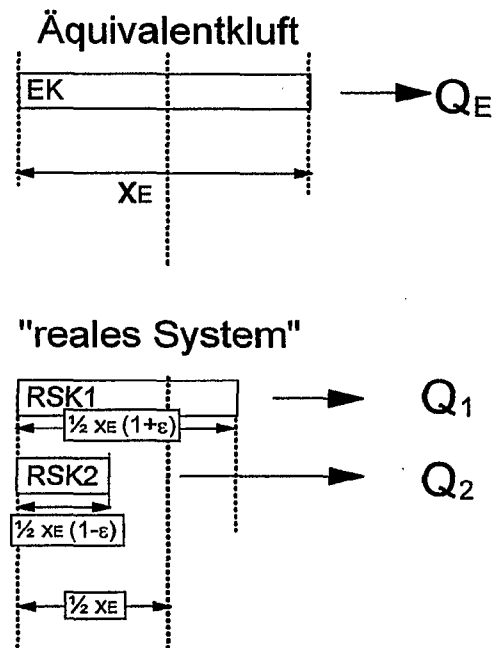 Äquivalentkluft
EK
QE
XE
"reales System"
RSK1
Q1
½ XE (1+ε)
RSK2
Q2
½ XE (1-ε)
½ XE